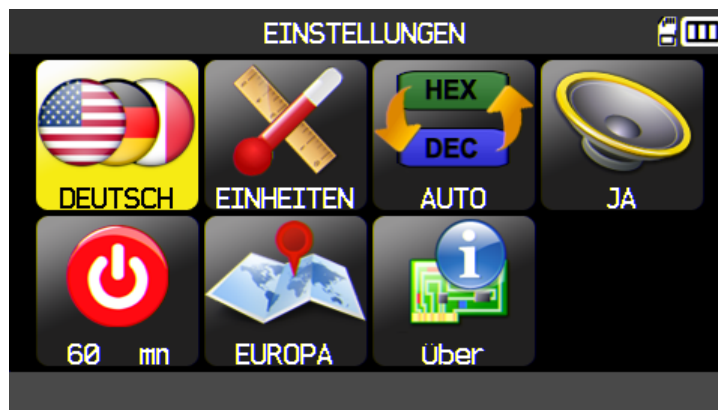 EINSTELLUNGEN
HEX
DEC
DEUTSCH EINHEITEN AUTO JA
60 mn EUROPA Über